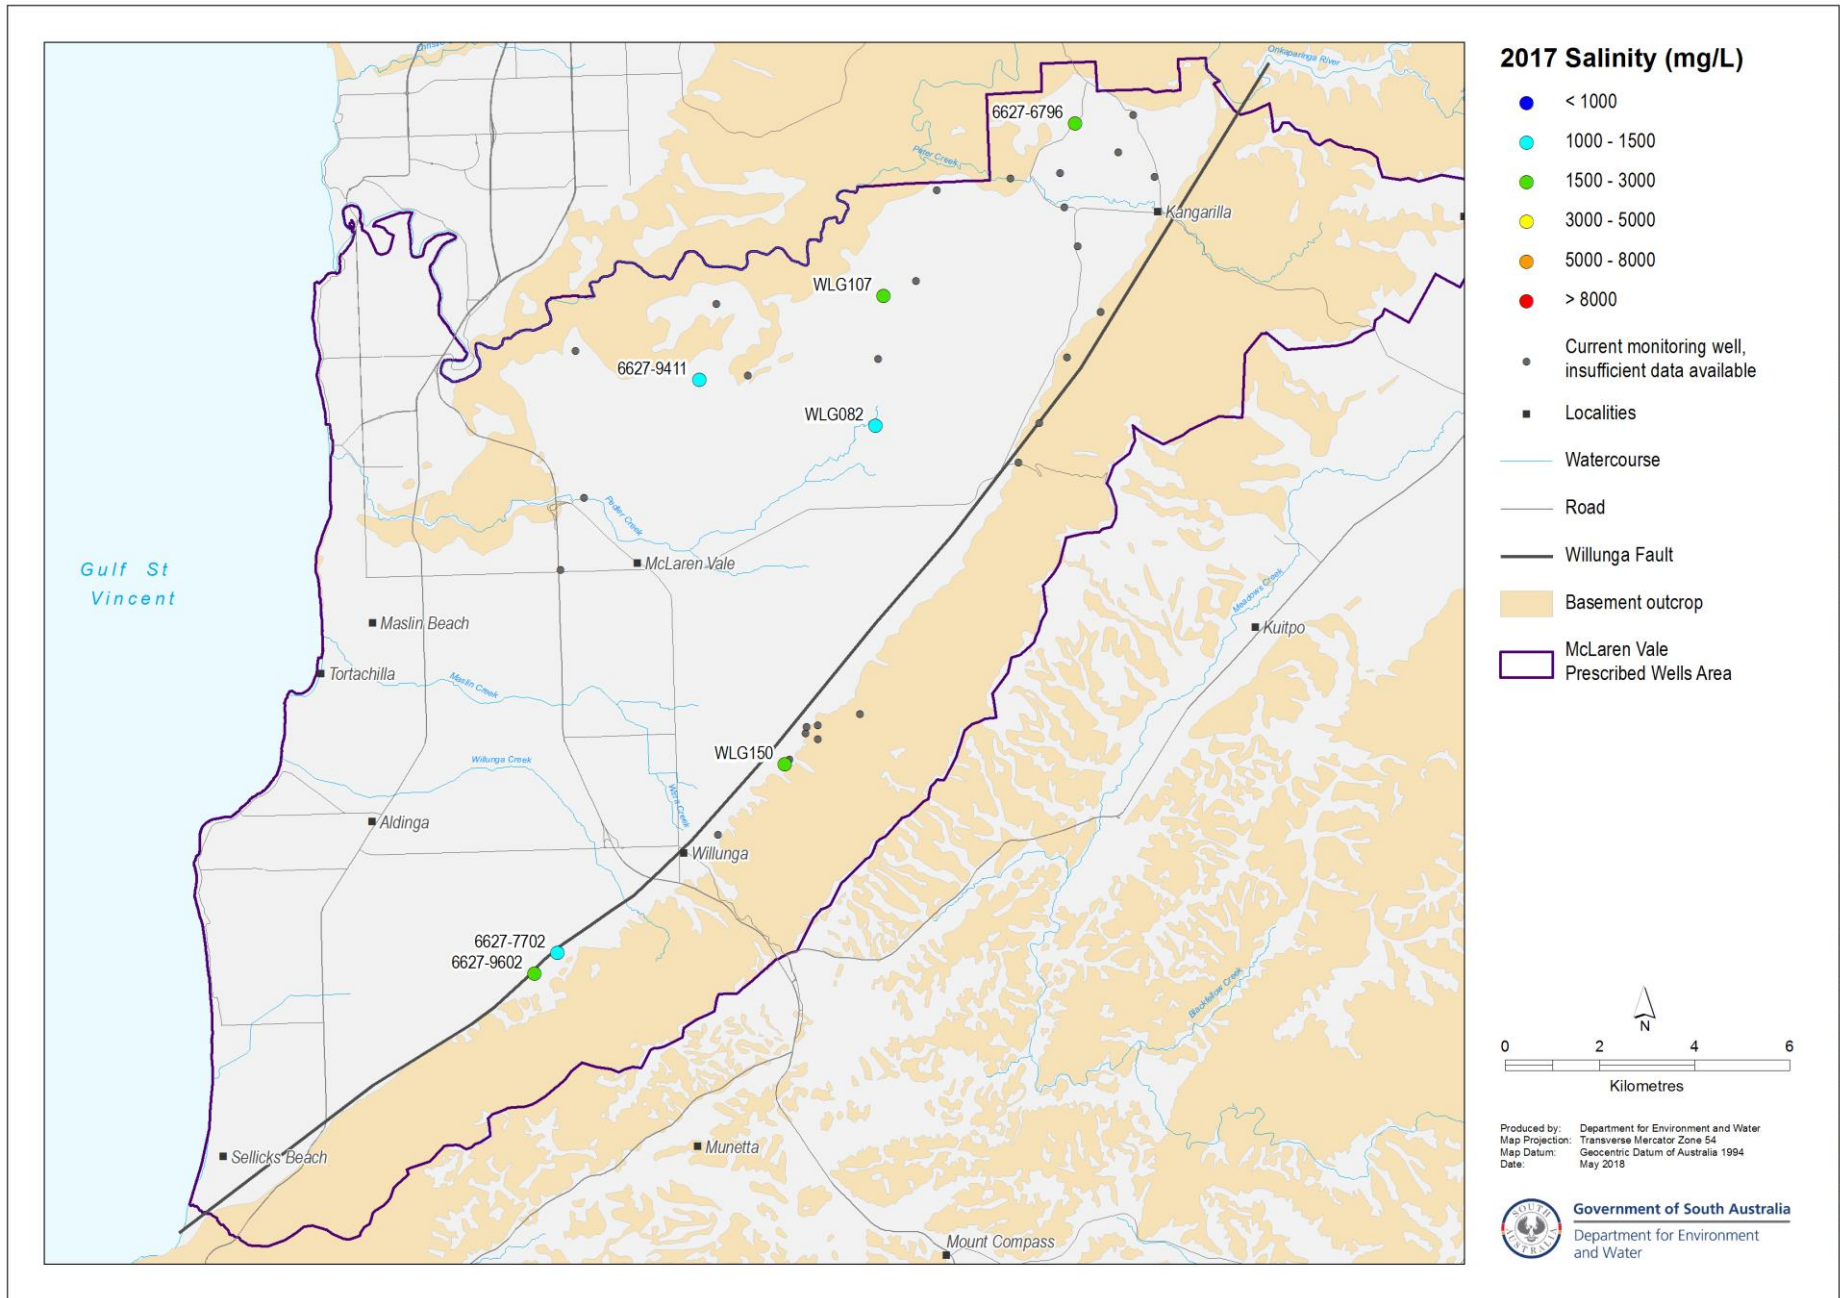 Onkaparinga River
6627-6796
Peter Creek
Kangarilla
WLG107
6627-9411
WLG082
Pedler Creek
McLaren Vale
Gulf St
Vincent
Maslin Beach
Kuitpo
Meadows Creek
Tortachilla
Maslin Creek
WLG150
Willunga Creek
Wera Creek
Aldinga
Willunga
6627-7702
6627-9602
Blackfellow Creek
Sellicks Beach
Munetta
Mount Compass
2017 Salinity (mg/L)
< 1000
1000 - 1500
1500 - 3000
3000 - 5000
5000 - 8000
> 8000
Current monitoring well,
insufficient data available
Localities
Watercourse
Road
Willunga Fault
Basement outcrop
McLaren Vale
Prescribed Wells Area
N
0 2 4 6
Kilometres
Produced by: Department for Environment and Water
Map Projection: Transverse Mercator Zone 54
Map Datum: Geocentric Datum of Australia 1994
Date: May 2018
SOUTH AUSTRALIA
Government of South Australia
Department for Environment
and Water